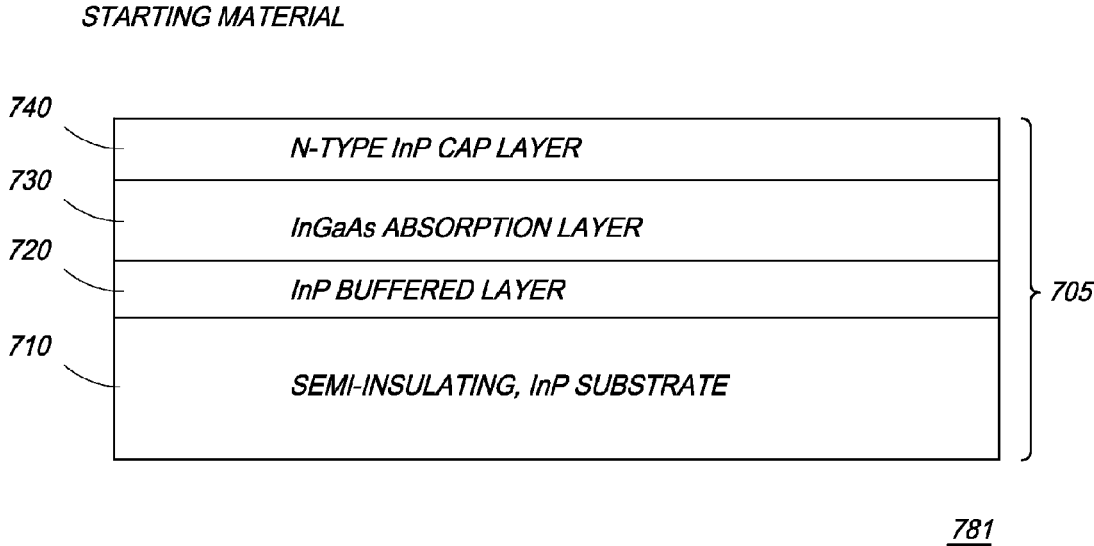 STARTING MATERIAL
740
N-TYPE InP CAP LAYER
730
InGaAs ABSORPTION LAYER
720
InP BUFFERED LAYER
705
710
SEMI-INSULATING, InP SUBSTRATE
781